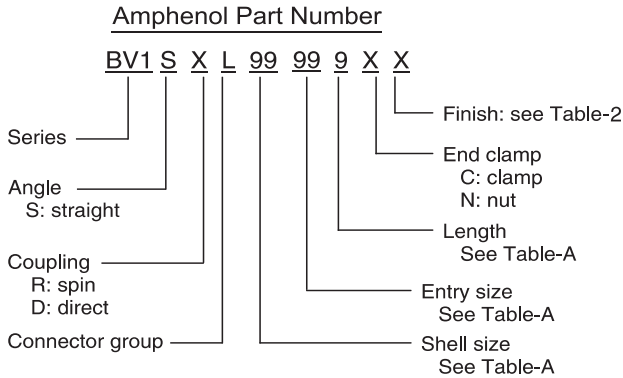 Amphenol Part Number
BV1 S X L 99 99 9 X X
Series
Angle
S: straight
Coupling
R: spin
D: direct
Connector group
Finish: see Table-2
End clamp
C: clamp
N: nut
Length
See Table-A
Entry size
See Table-A
Shell size
See Table-A